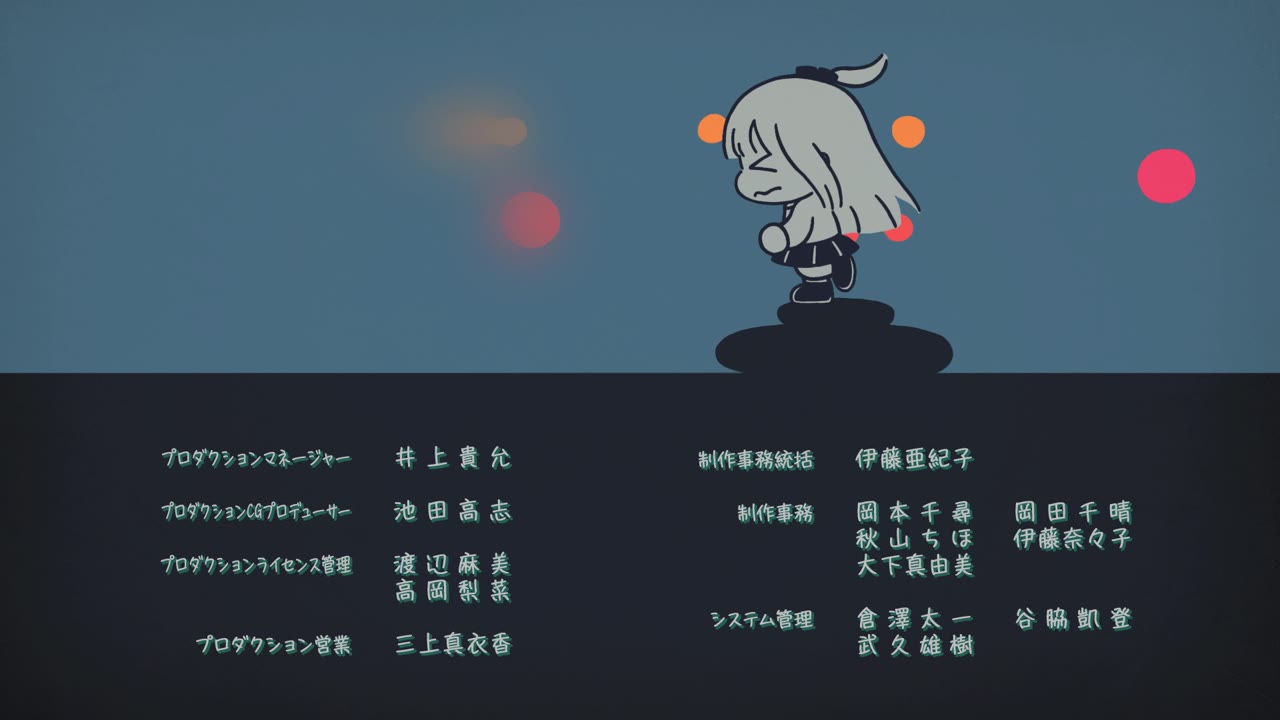 プロダクションマネージャー 井上貴允
プロダクションCGプロデューサー 池田高志
プロダクションライセンス管理 渡辺麻美
高岡梨菜
プロダクション営業 三上真衣香
制作事務統括 伊藤亜紀子
制作事務 岡本千尋 岡田千晴
秋山ちほ 伊藤奈々子
大下真由美
システム管理 倉澤太一 谷脇凱登
武久雄樹